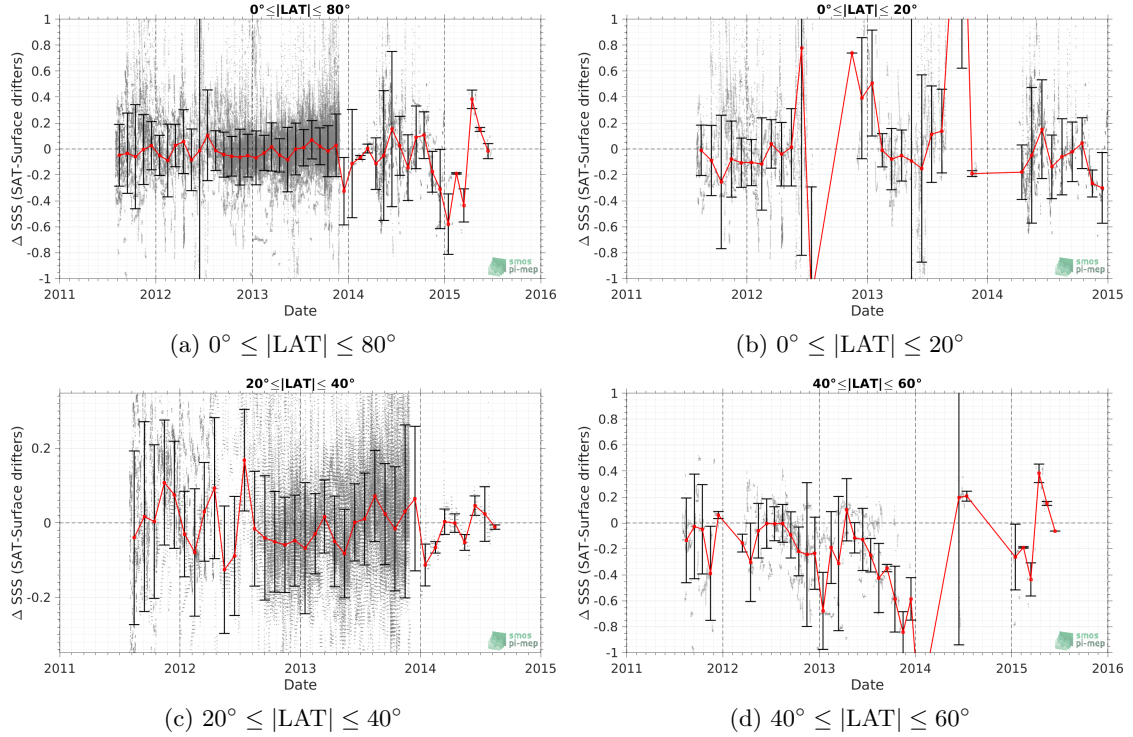 0°≤|LAT|≤ 80°
Δ SSS (SAT-Surface drifters)
1
0.8
0.6
0.4
0.2
0
-0.2
-0.4
-0.6
-0.8
-1
2011
2012
2013
2014
2015
2016
Date
smos
pi-mep
(a) 0° ≤ |LAT| ≤ 80°
0°≤|LAT|≤ 20°
Δ SSS (SAT-Surface drifters)
1
0.8
0.6
0.4
0.2
0
-0.2
-0.4
-0.6
-0.8
-1
2011
2012
2013
2014
2015
Date
smos
pi-mep
(b) 0° ≤ |LAT| ≤ 20°
20°≤|LAT|≤ 40°
Δ SSS (SAT-Surface drifters)
0.2
0
-0.2
2011
2012
2013
2014
2015
Date
smos
pi-mep
(c) 20° ≤ |LAT| ≤ 40°
40°≤|LAT|≤ 60°
Δ SSS (SAT-Surface drifters)
1
0.8
0.6
0.4
0.2
0
-0.2
-0.4
-0.6
-0.8
-1
2011
2012
2013
2014
2015
2016
Date
smos
pi-mep
(d) 40° ≤ |LAT| ≤ 60°